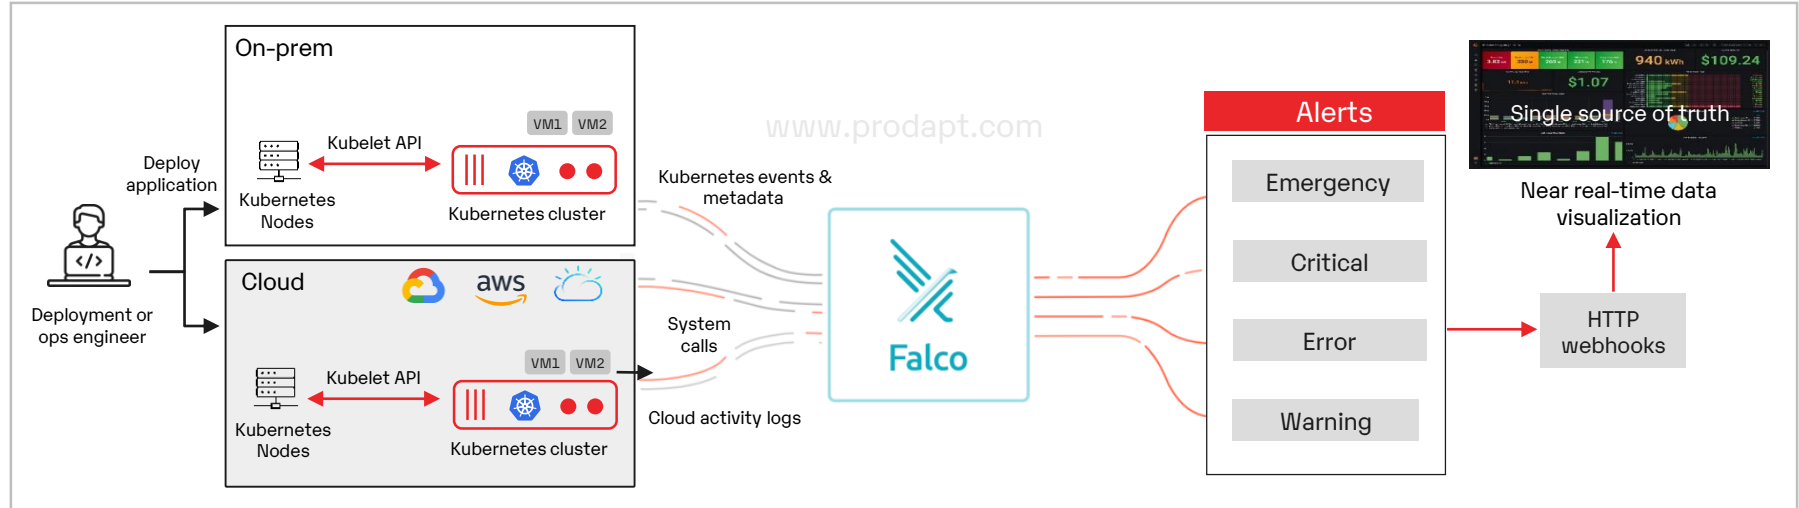 On-prem
VM1 VM2
Kubelet API
Kubernetes
Nodes
Kubernetes cluster
Deploy
application
</>
Deployment or
ops engineer
Cloud
aws
VM1 VM2
Kubelet API
Kubernetes
Nodes
Kubernetes cluster
www.prodapt.com
Kubernetes events &
metadata
System
calls
Cloud activity logs
Falco
Alerts
Emergency
Critical
Error
Warning
940 kWh
$109.24
$1.07
Single source of truth
Near real-time data
visualization
HTTP
webhooks